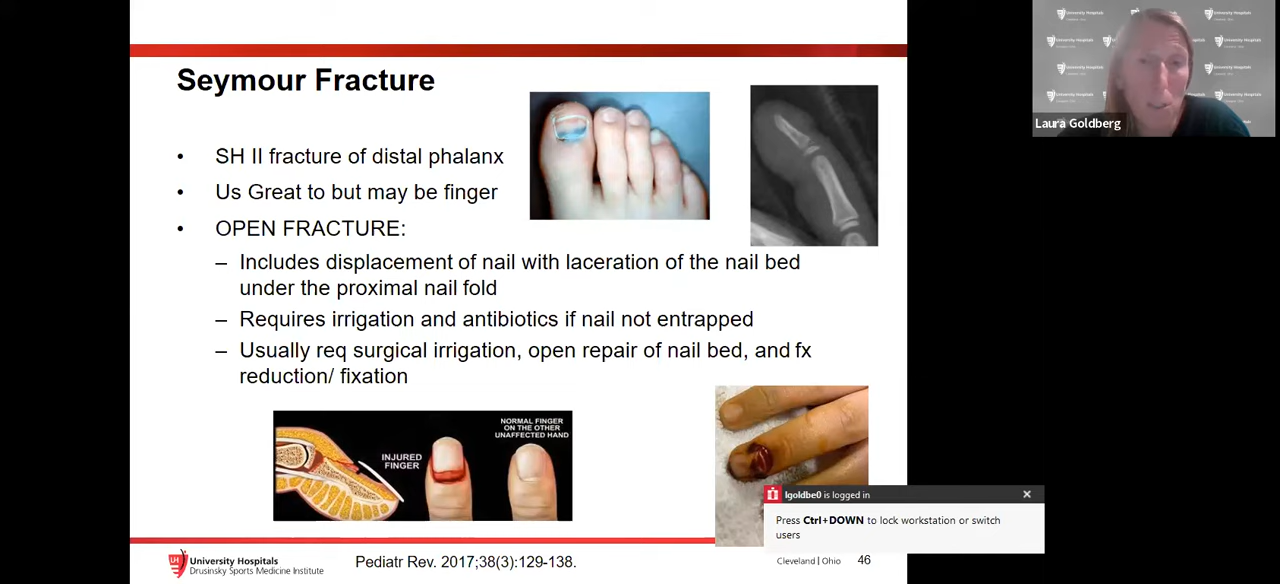 Seymour Fracture
• SH II fracture of distal phalanx
• Us Great to but may be finger
• OPEN FRACTURE:
– Includes displacement of nail with laceration of the nail bed
under the proximal nail fold
– Requires irrigation and antibiotics if nail not entrapped
– Usually req surgical irrigation, open repair of nail bed, and fx
reduction/ fixation
INJURED
FINGER
NORMAL FINGER
ON THE OTHER
UNAFFECTED HAND
UH University Hospitals
Drusinsky Sports Medicine Institute
Pediatr Rev. 2017;38(3):129-138.
Cleveland | Ohio 46
Laura Goldberg
University Hospitals
lgoldbe0 is logged in
Press Ctrl+DOWN to lock workstation or switch
users